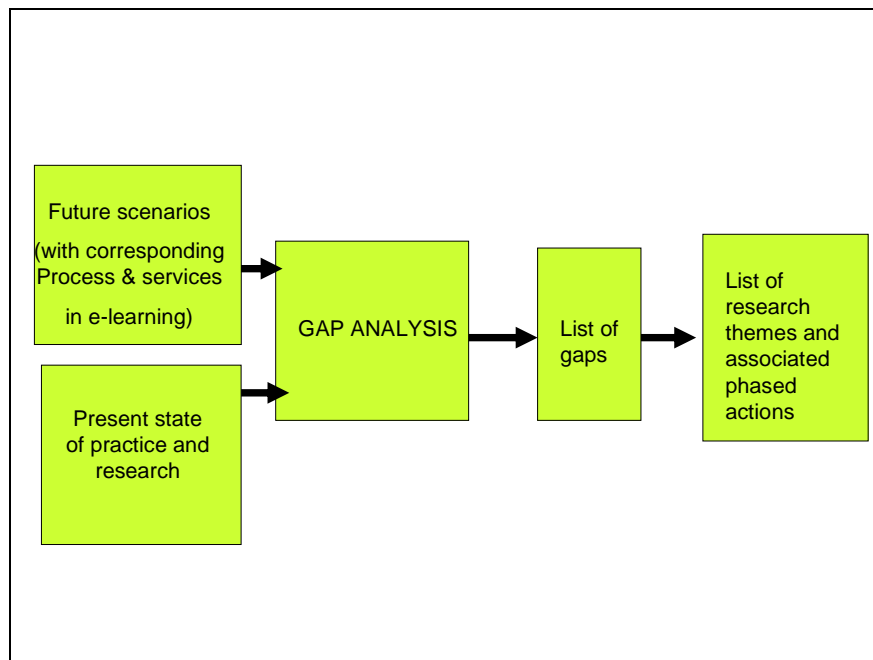 Future scenarios
(with corresponding
Process & services
in e-learning)
Present state
of practice and
research
GAP ANALYSIS
List of
gaps
List of
research
themes and
associated
phased
actions